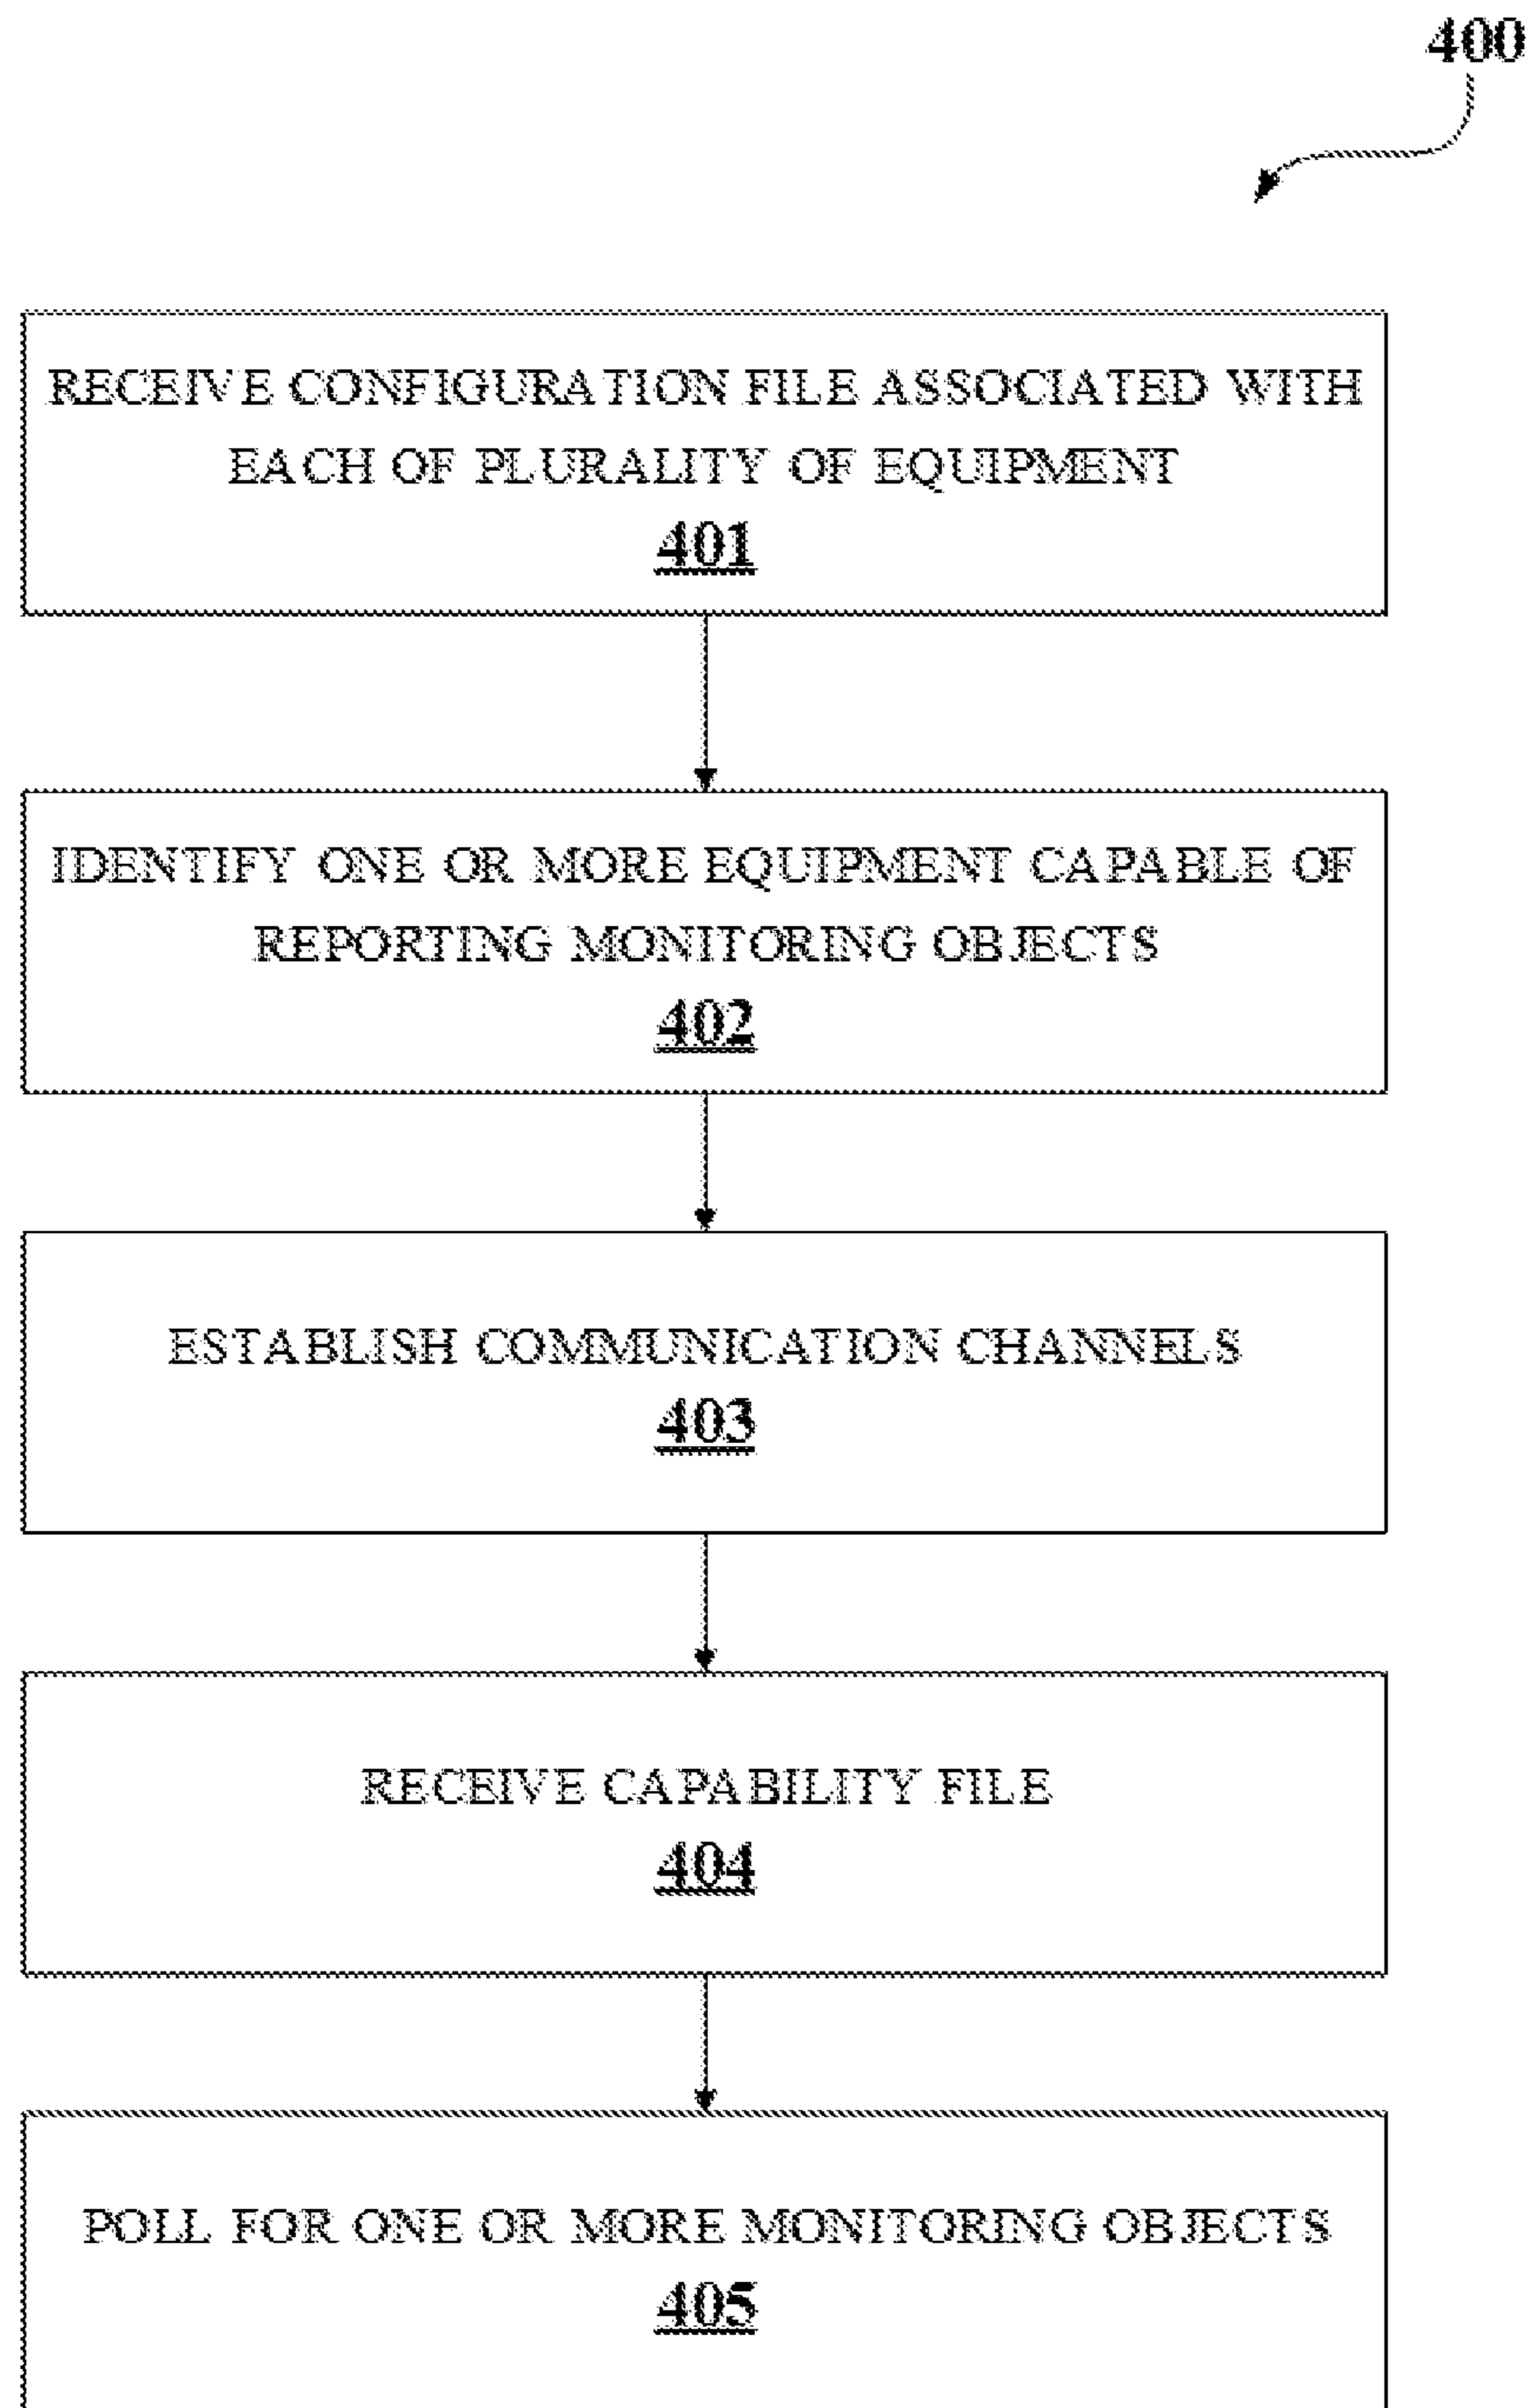 400
RECEIVE CONFIGURATION FILE ASSOCIATED WITH
EACH OF PLURALITY OF EQUIPMENT
401
IDENTIFY ONE OR MORE EQUIPMENT CAPABLE OF
REPORTING MONITORING OBJECTS
402
ESTABLISH COMMUNICATION CHANNELS
403
RECEIVE CAPABILITY FILE
404
POLL FOR ONE OR MORE MONITORING OBJECTS
405